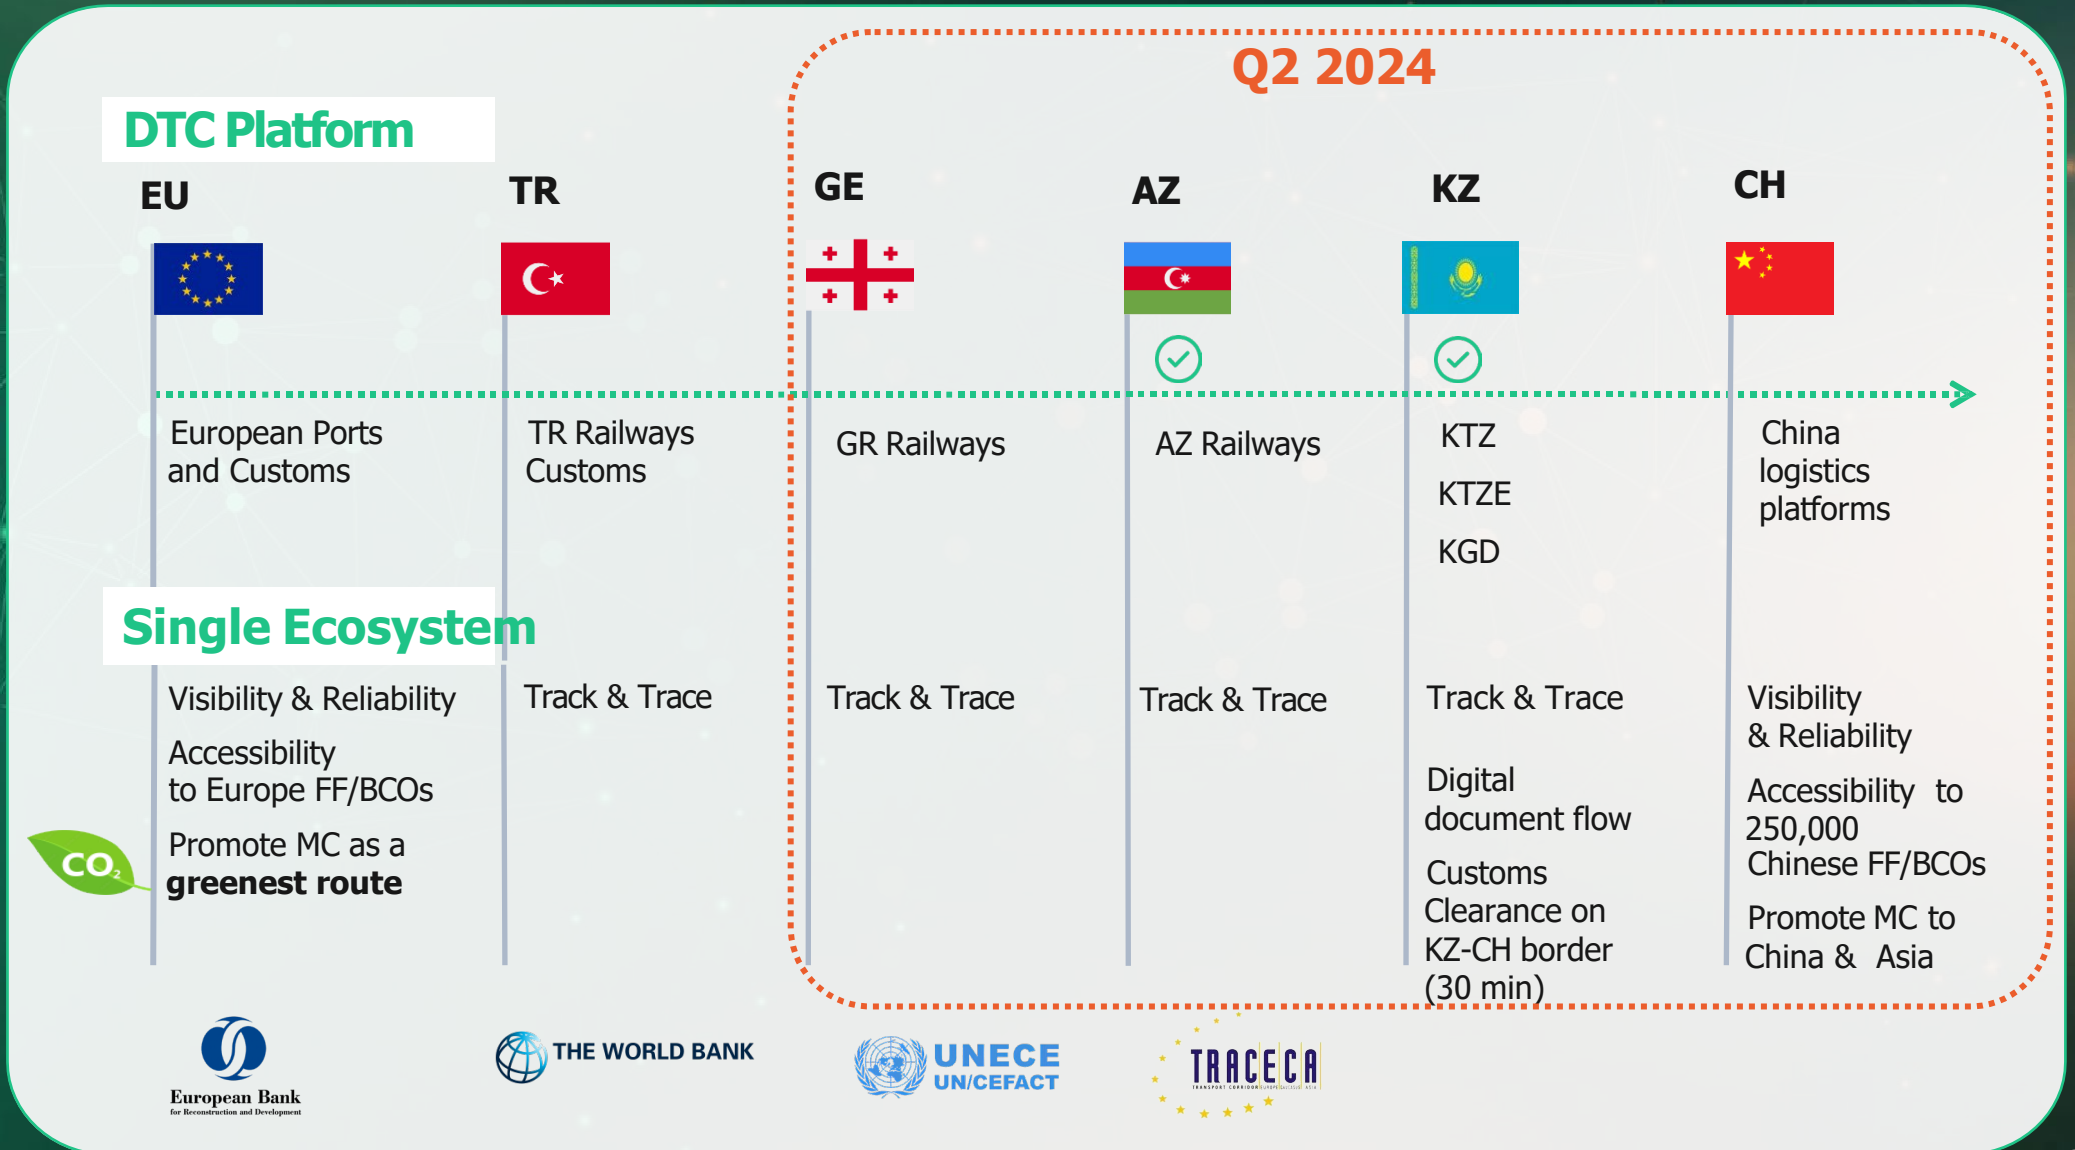 Q2 2024
DTC Platform
EU
TR
GE
AZ
KZ
CH
European Ports
and Customs
TR Railways
Customs
GR Railways
AZ Railways
KTZ
KTZE
KGD
China
logistics
platforms
Single Ecosystem
Visibility & Reliability
Accessibility
to Europe FF/BCOs
Promote MC as a
greenest route
CO2
Track & Trace
Track & Trace
Track & Trace
Track & Trace
Digital
document flow
Customs
Clearance on
KZ-CH border
(30 min)
Visibility
& Reliability
Accessibility to
250,000
Chinese FF/BCOs
Promote MC to
China & Asia
European Bank
for Reconstruction and Development
THE WORLD BANK
UNECE
UN/CEFACT
TRACECA
TRANSPORT CORRIDOR